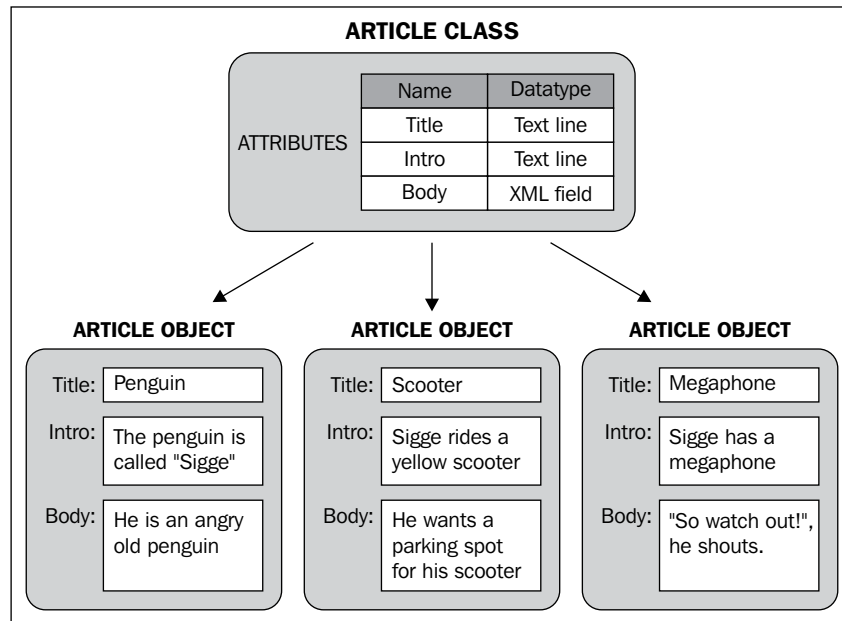 ARTICLE CLASS
ATTRIBUTES
Name Datatype
Title Text line
Intro Text line
Body XML field
ARTICLE OBJECT
Title: Penguin
Intro: The penguin is
called "Sigge"
Body: He is an angry
old penguin
ARTICLE OBJECT
Title: Scooter
Intro: Sigge rides a
yellow scooter
Body: He wants a
parking spot
for his scooter
ARTICLE OBJECT
Title: Megaphone
Intro: Sigge has a
megaphone
Body: "So watch out!",
he shouts.